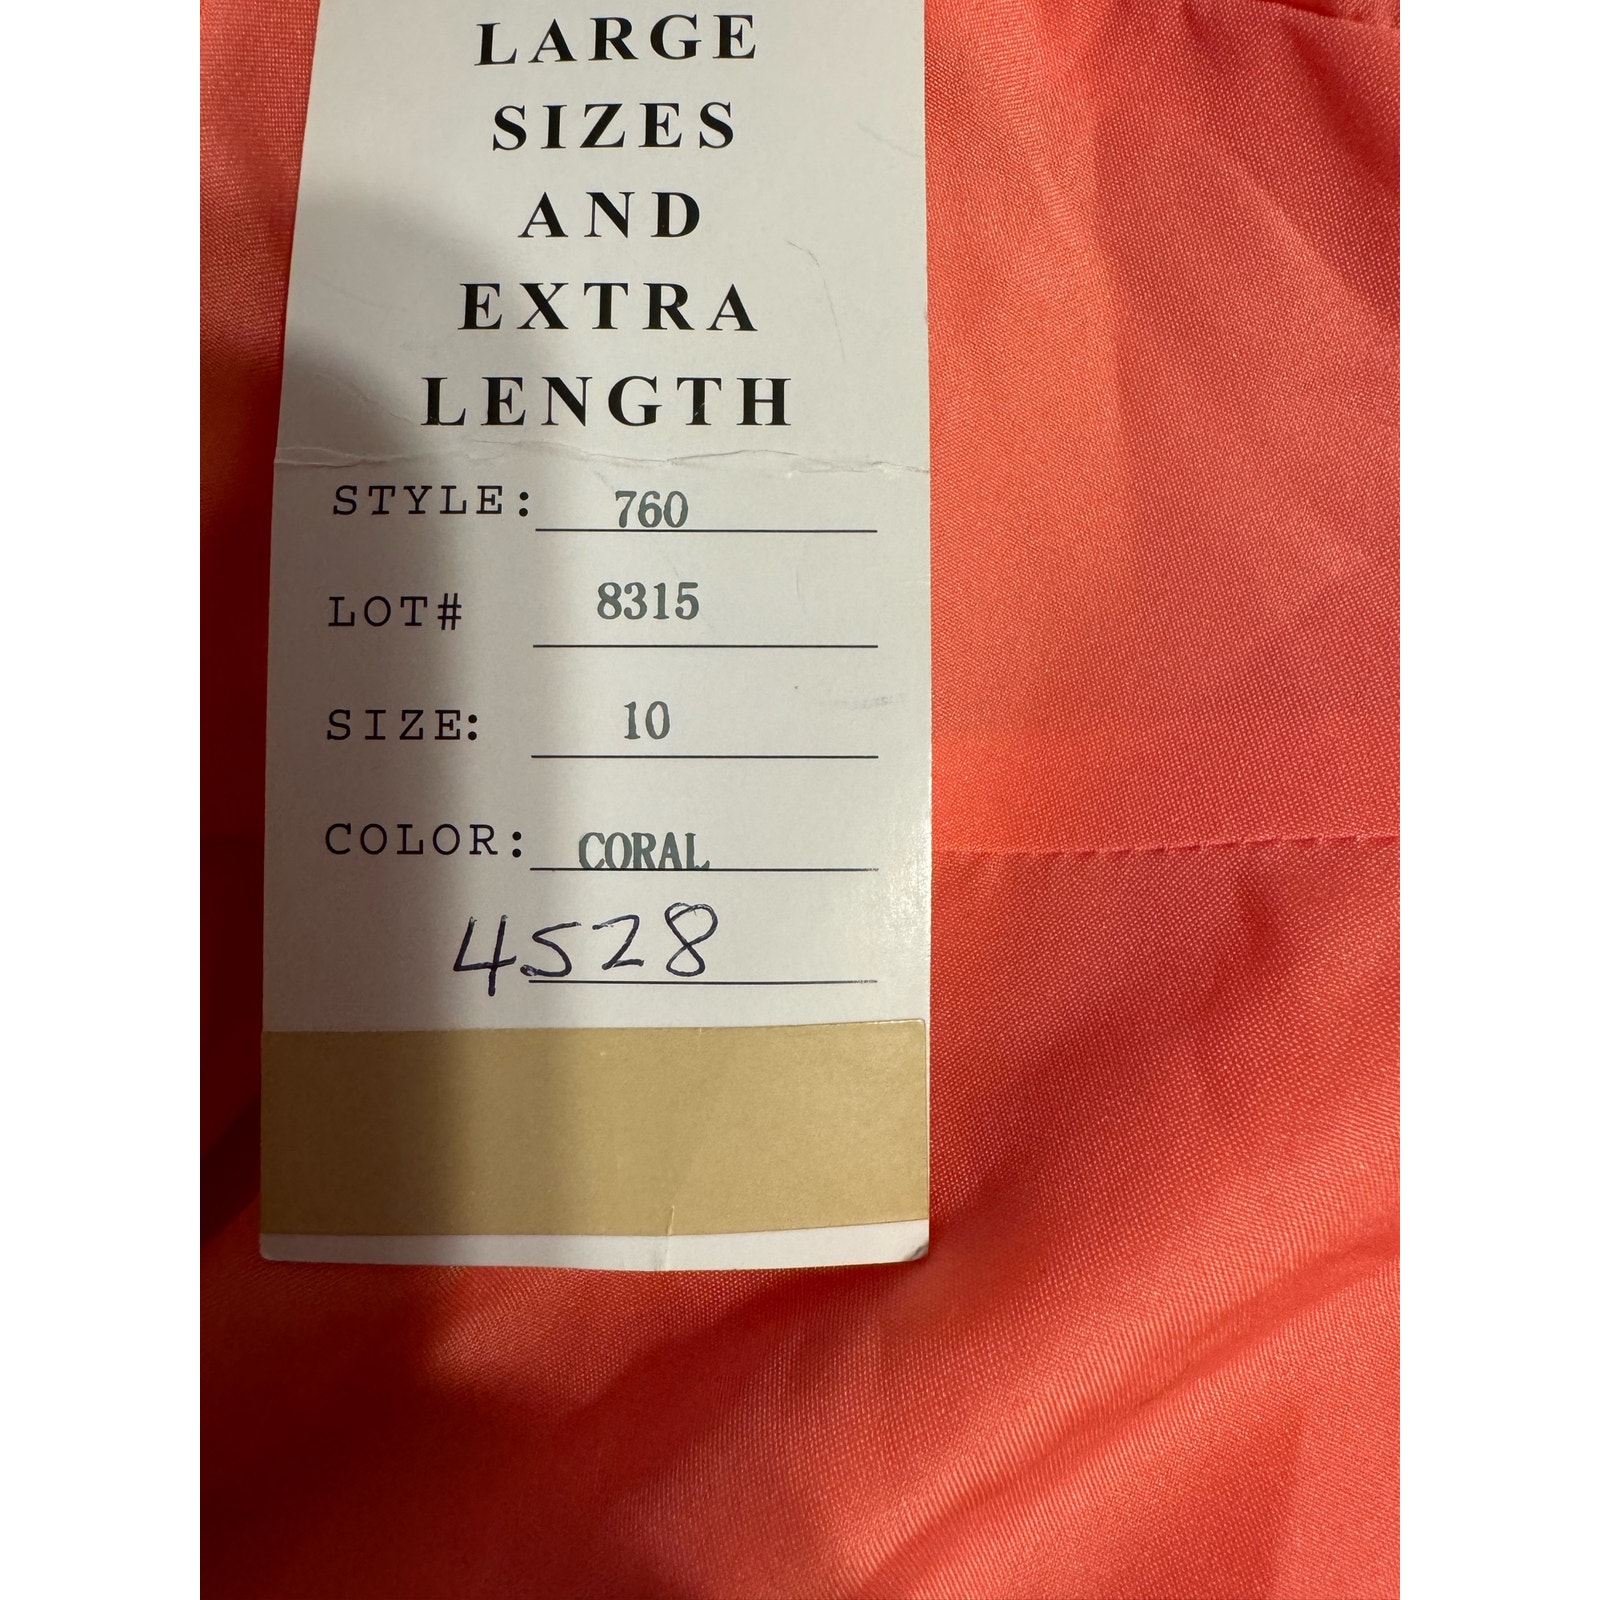 LARGE
SIZES
AND
EXTRA
LENGTH
STYLE: 760
LOT# 8315
SIZE: 10
COLOR: CORAL
4528